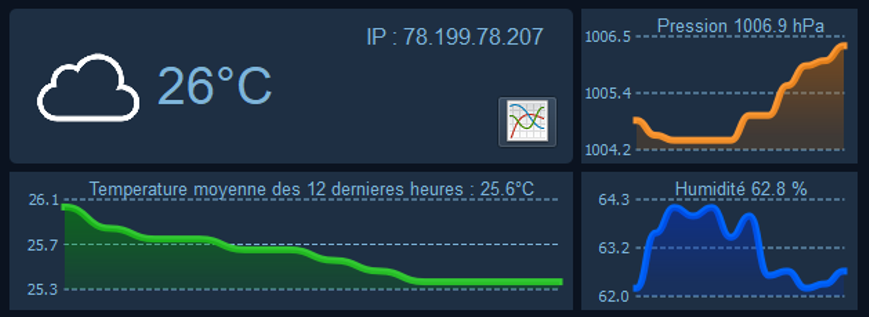 IP : 78.199.78.207
26°C
Pression 1006.9 hPa
1006.5
1005.4
1004.2
Temperature moyenne des 12 dernieres heures : 25.6°C
26.1
25.7
25.3
Humidité 62.8 %
64.3
63.2
62.0